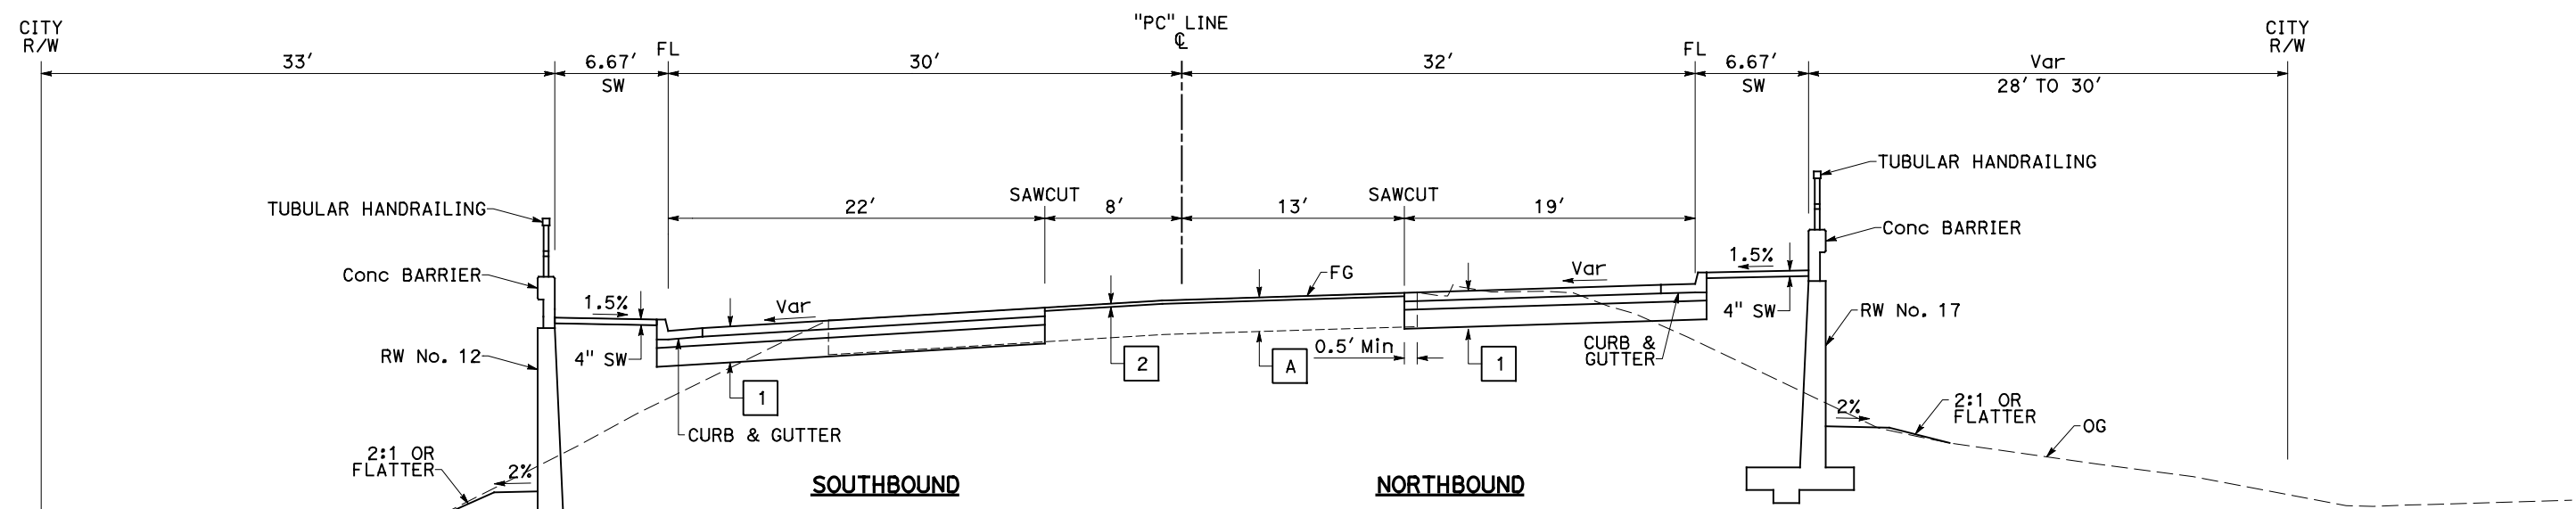 CITY
R/W
"PC" LINE
℄
CITY
R/W
33'
6.67'
SW
FL
30'
32'
FL
6.67'
SW
Var
28' TO 30'
TUBULAR HANDRAILING
TUBULAR HANDRAILING
22'
SAWCUT
8'
13'
SAWCUT
19'
Conc BARRIER
Conc BARRIER
1.5%
Var
FG
Var
1.5%
4" SW
RW No. 12
RW No. 17
4" SW
CURB &
GUTTER
0.5' Min
1
2
A
1
CURB & GUTTER
2:1 OR
FLATTER
2%
2%
2:1 OR
FLATTER
OG
SOUTHBOUND
NORTHBOUND